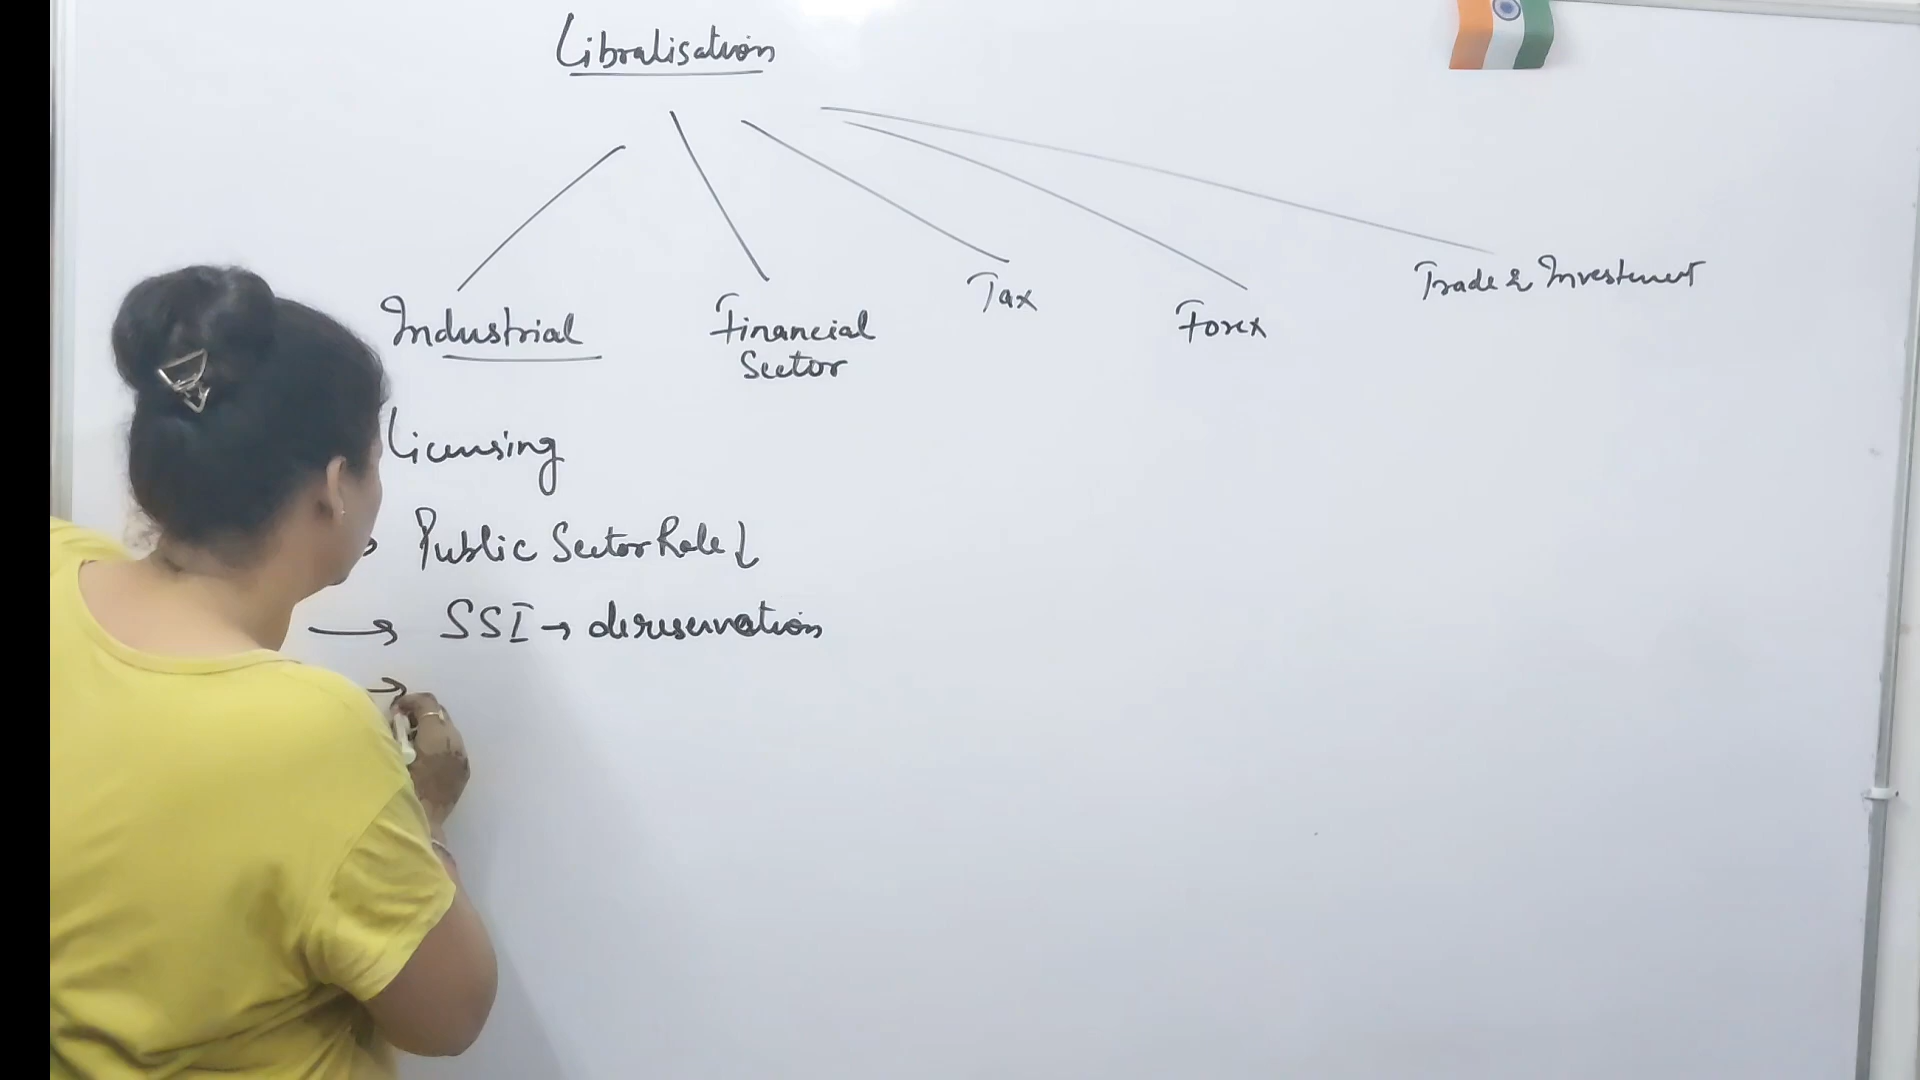 Libralisation
Industrial
Financial
Sector
Tax
Forex
Trade & Investment
Licensing
Public Sector Role ↓
→ SSI → dereservation
→